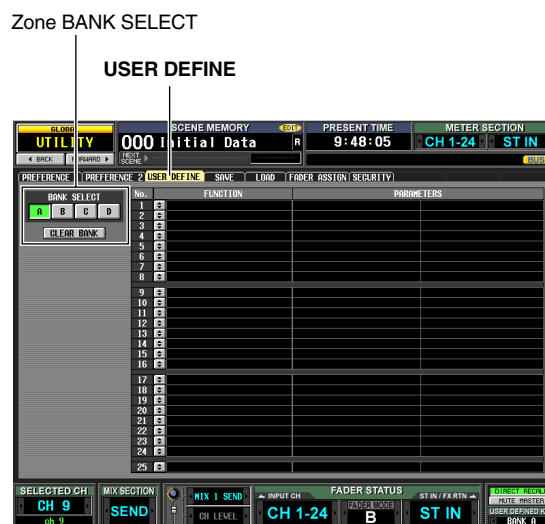 Zone BANK SELECT
USER DEFINE
GLOBAL SCENE MEMORY EDIT PRESENT TIME METER SECTION
UTILITY 000 Initial Data R 9:48:05 CH 1-24 ST IN
BACK FORWARD NEXT SCENE BUS
PREFERENCE 1 PREFERENCE 2 USER DEFINE SAVE LOAD FADER ASSIGN SECURITY
BANK SELECT No. FUNCTION PARAMETERS
A B C D
CLEAR BANK
1
2
3
4
5
6
7
8
9
10
11
12
13
14
15
16
17
18
19
20
21
22
23
24
25
SELECTED CH MIX SECTION FADER STATUS DIRECT RECALL
MIX 1 SEND INPUT CH FADER MODE ST IN / FX RTN MUTE MASTER
CH 9 SEND CH LEVEL CH 1-24 B ST IN USER DEFINED K
ch 9 BANK A